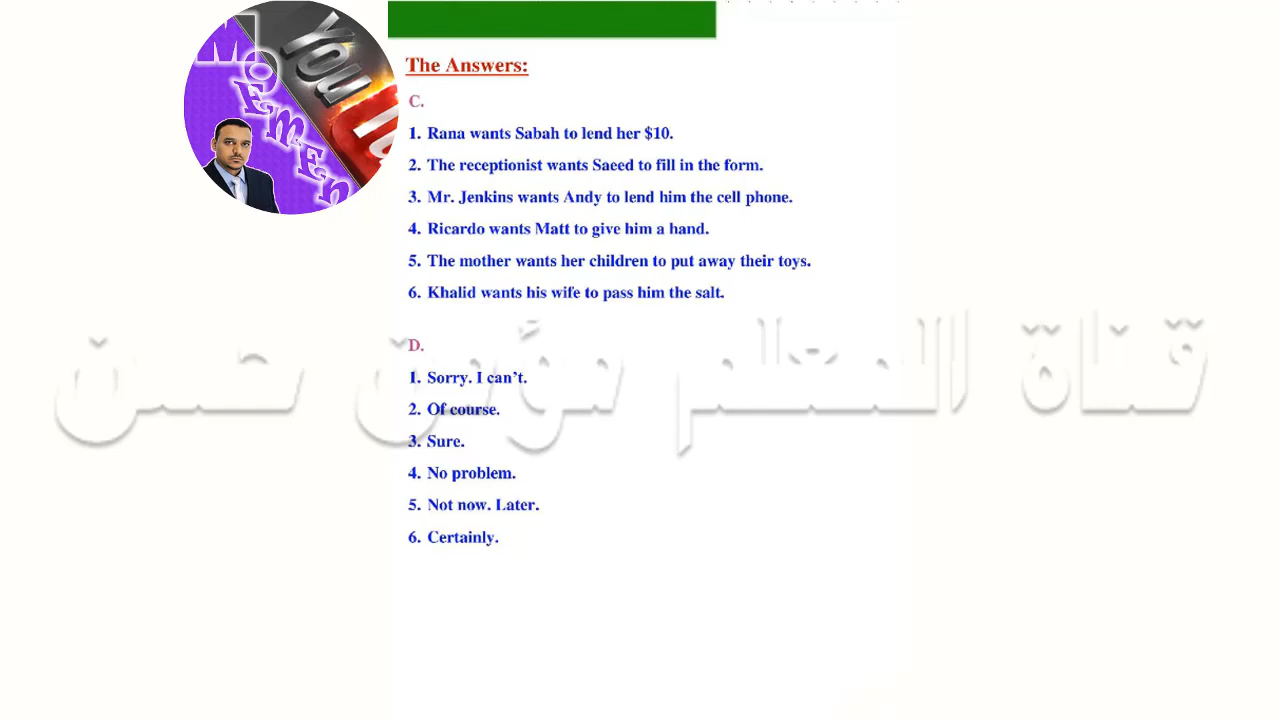 MOEMEN
YOU
The Answers:
C.
1. Rana wants Sabah to lend her $10.
2. The receptionist wants Saeed to fill in the form.
3. Mr. Jenkins wants Andy to lend him the cell phone.
4. Ricardo wants Matt to give him a hand.
5. The mother wants her children to put away their toys.
6. Khalid wants his wife to pass him the salt.
D.
قناة االمعلم مؤمن حسن
1. Sorry. I can't.
2. Of course.
3. Sure.
4. No problem.
5. Not now. Later.
6. Certainly.